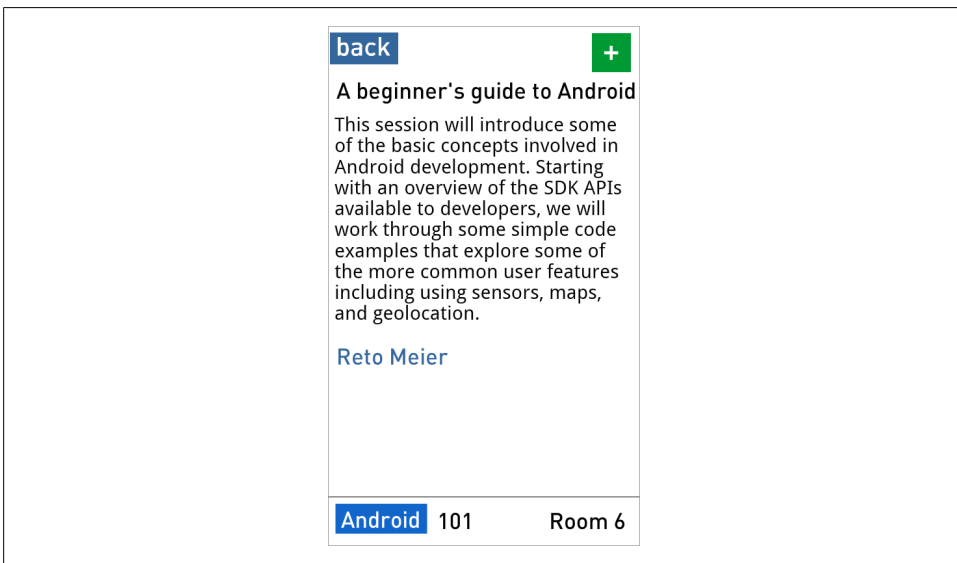 back +
A beginner's guide to Android
This session will introduce some
of the basic concepts involved in
Android development. Starting
with an overview of the SDK APIs
available to developers, we will
work through some simple code
examples that explore some of
the more common user features
including using sensors, maps,
and geolocation.
Reto Meier
Android 101 Room 6